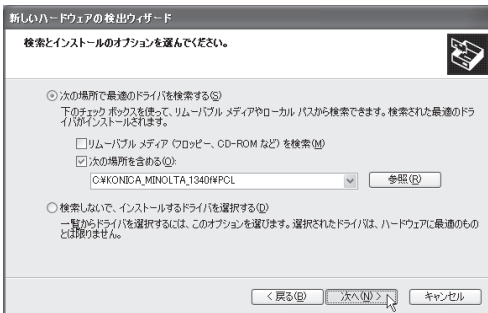 新しいハードウェアの検出ウィザード
検索とインストールのオプションを選んでください。
次の場所で最適のドライバを検索する(S)
下のチェック ボックスを使って、リムーバブル メディアやローカル パスから検索できます。検索された最適のドラ
イバがインストールされます。
リムーバブル メディア (フロッピー、CD-ROM など) を検索(M)
次の場所を含める(O):
C:¥KONICA_MINOLTA_1340f¥PCL
参照(R)
検索しないで、インストールするドライバを選択する(D)
一覧からドライバを選択するには、このオプションを選びます。選択されたドライバは、ハードウェアに最適のもの
とは限りません。
< 戻る(B)
次へ(N) >
キャンセル